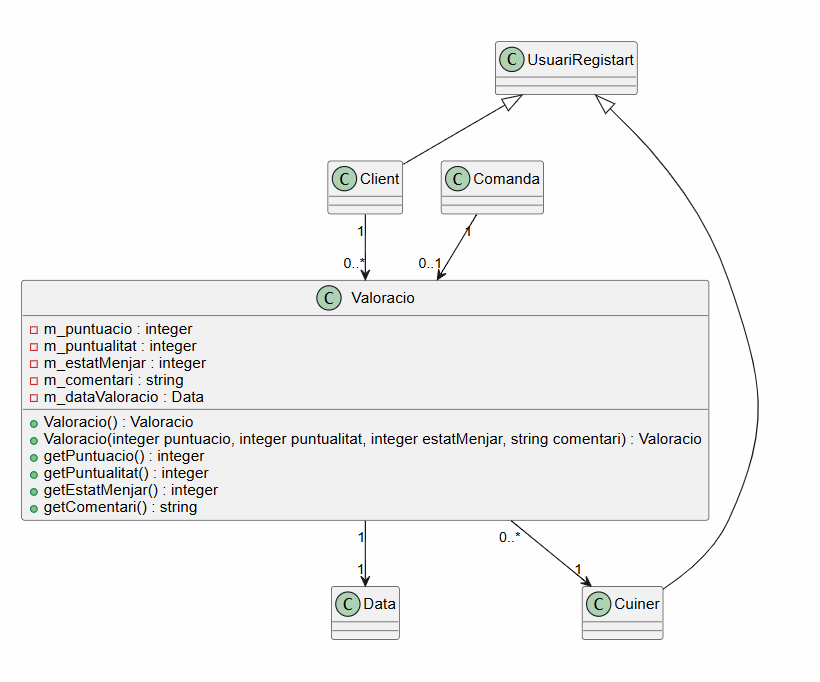 C UsuariRegistart
C Client
C Comanda
1
1
0..*
0..1
C Valoracio
m_puntuacio : integer
m_puntualitat : integer
m_estatMenjar : integer
m_comentari : string
m_dataValoracio : Data
Valoracio() : Valoracio
Valoracio(integer puntuacio, integer puntualitat, integer estatMenjar, string comentari) : Valoracio
getPuntuacio() : integer
getPuntualitat() : integer
getEstatMenjar() : integer
getComentari() : string
1
0..*
1
1
C Data
C Cuiner